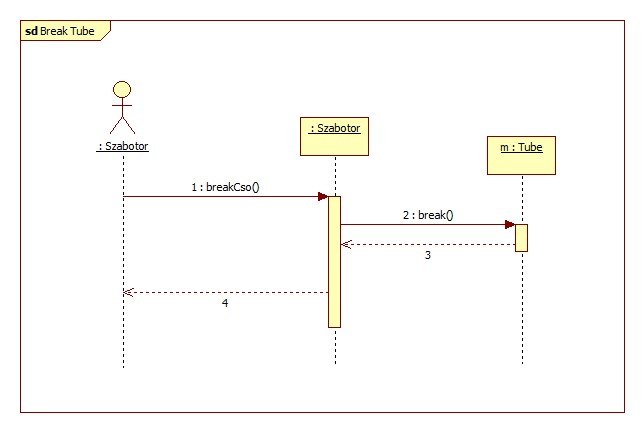 sd Break Tube
: Szabotor
: Szabotor
m : Tube
1 : breakCso()
2 : break()
3
4